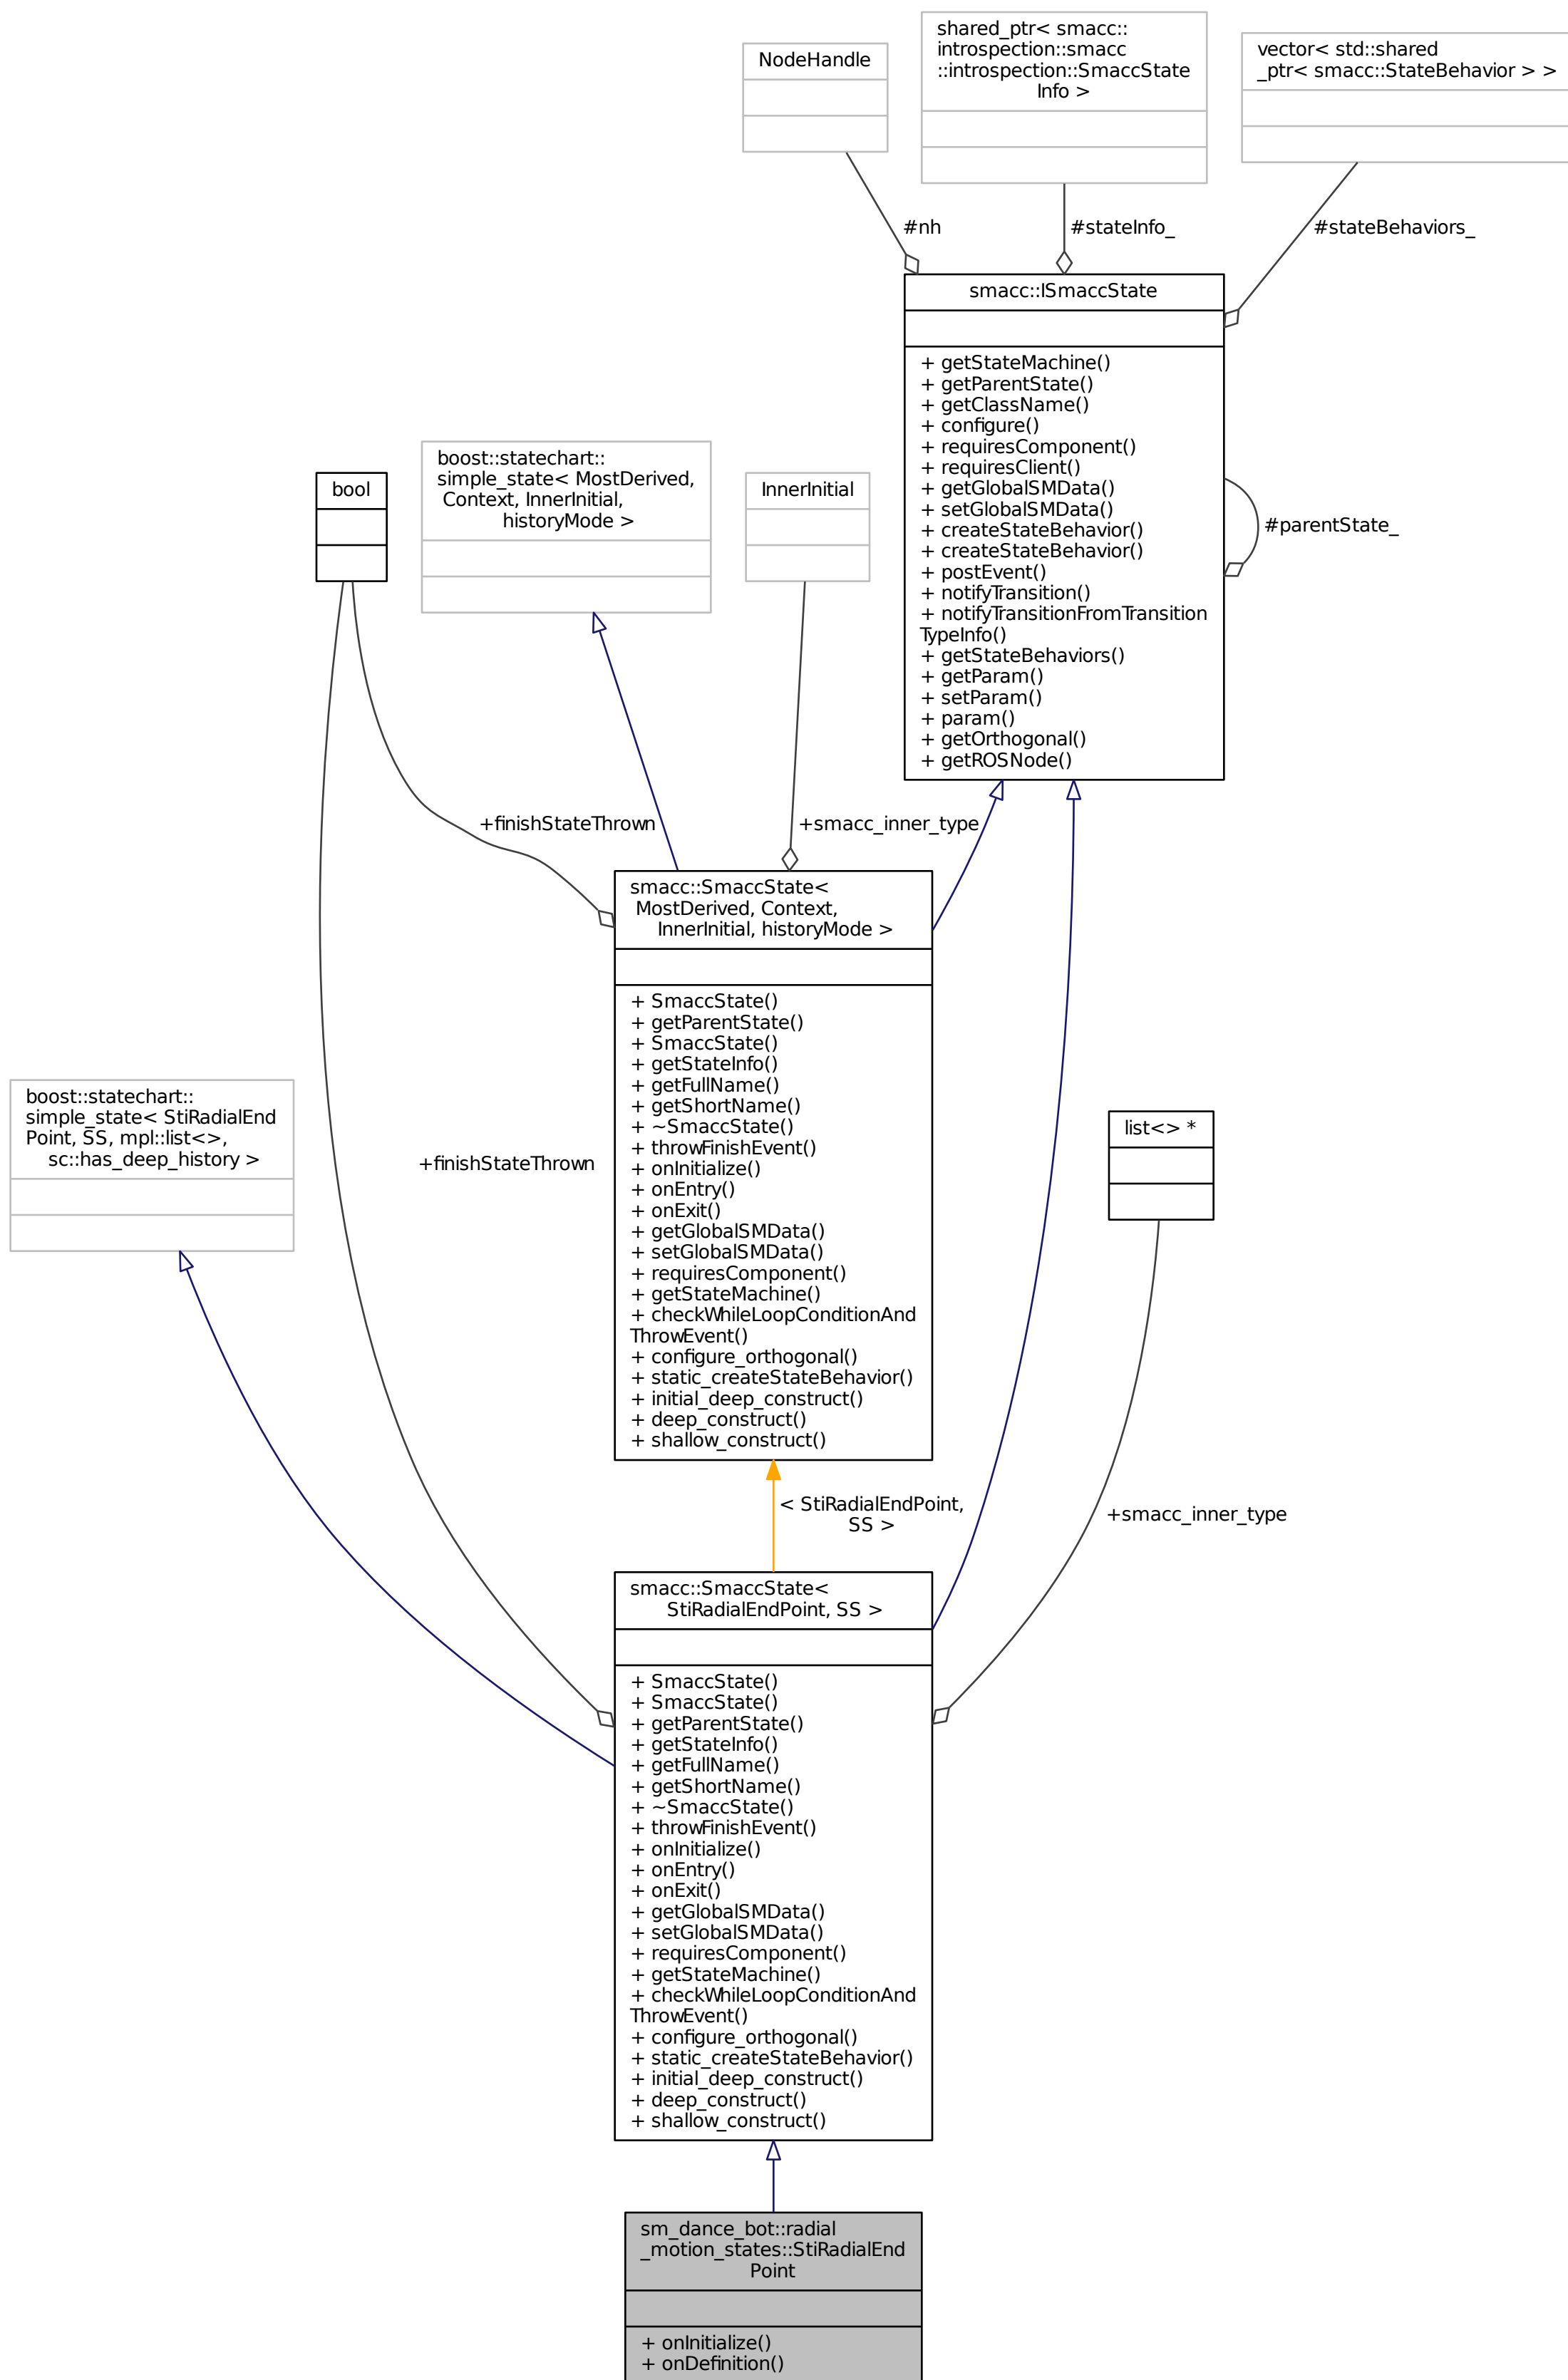 NodeHandle
shared_ptr< smacc::
introspection::smacc
::introspection::SmaccState
Info >
vector< std::shared
_ptr< smacc::StateBehavior > >
#nh
#stateInfo_
#stateBehaviors_
smacc::ISmaccState
+ getStateMachine()
+ getParentState()
+ getClassName()
+ configure()
+ requiresComponent()
+ requiresClient()
+ getGlobalSMData()
+ setGlobalSMData()
+ createStateBehavior()
+ createStateBehavior()
+ postEvent()
+ notifyTransition()
+ notifyTransitionFromTransition
TypeInfo()
+ getStateBehaviors()
+ getParam()
+ setParam()
+ param()
+ getOrthogonal()
+ getROSNode()
#parentState_
bool
boost::statechart::
simple_state< MostDerived,
Context, InnerInitial,
historyMode >
InnerInitial
+finishStateThrown
+smacc_inner_type
smacc::SmaccState<
MostDerived, Context,
InnerInitial, historyMode >
+ SmaccState()
+ getParentState()
+ SmaccState()
+ getStateInfo()
+ getFullName()
+ getShortName()
+ ~SmaccState()
+ throwFinishEvent()
+ onInitialize()
+ onEntry()
+ onExit()
+ getGlobalSMData()
+ setGlobalSMData()
+ requiresComponent()
+ getStateMachine()
+ checkWhileLoopConditionAnd
ThrowEvent()
+ configure_orthogonal()
+ static_createStateBehavior()
+ initial_deep_construct()
+ deep_construct()
+ shallow_construct()
boost::statechart::
simple_state< StiRadialEnd
Point, SS, mpl::list<>,
sc::has_deep_history >
+finishStateThrown
list<> *
< StiRadialEndPoint,
SS >
+smacc_inner_type
smacc::SmaccState<
StiRadialEndPoint, SS >
+ SmaccState()
+ SmaccState()
+ getParentState()
+ getStateInfo()
+ getFullName()
+ getShortName()
+ ~SmaccState()
+ throwFinishEvent()
+ onInitialize()
+ onEntry()
+ onExit()
+ getGlobalSMData()
+ setGlobalSMData()
+ requiresComponent()
+ getStateMachine()
+ checkWhileLoopConditionAnd
ThrowEvent()
+ configure_orthogonal()
+ static_createStateBehavior()
+ initial_deep_construct()
+ deep_construct()
+ shallow_construct()
sm_dance_bot::radial
_motion_states::StiRadialEnd
Point
+ onInitialize()
+ onDefinition()